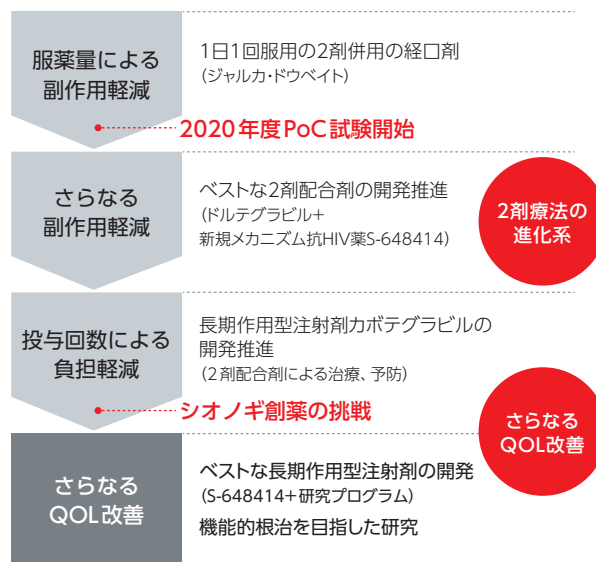 服薬量による
副作用軽減
1日1回服用の2剤併用の経口剤
（ジャルカ・ドウベイト）
2020年度PoC試験開始
さらなる
副作用軽減
ベストな2剤配合剤の開発推進
（ドルテグラビル＋
新規メカニズム抗HIV薬S-648414）
2剤療法の
進化系
投与回数による
負担軽減
長期作用型注射剤カボテグラビルの
開発推進
（2剤配合剤による治療、予防）
シオノギ創薬の挑戦
さらなる
QOL改善
さらなる
QOL改善
ベストな長期作用型注射剤の開発
（S-648414＋研究プログラム）
機能的根治を目指した研究